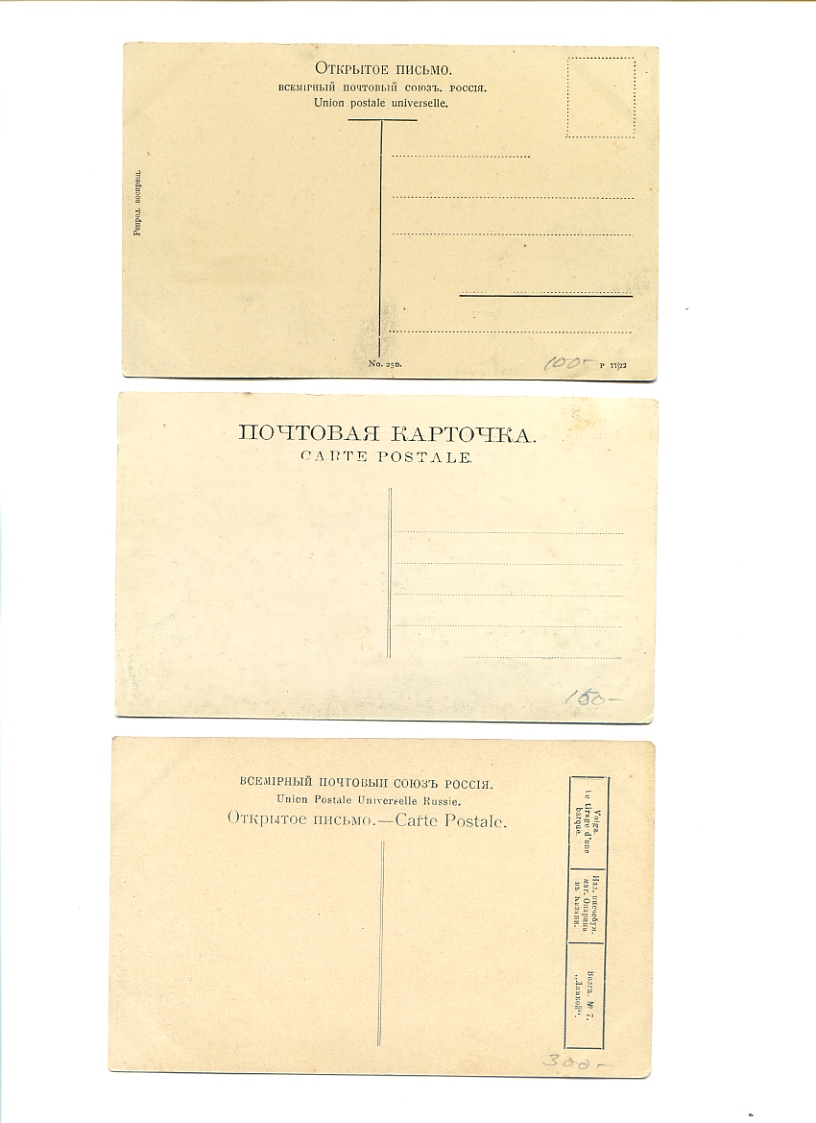 Открытое письмо.
ВСЕМІРНЫЙ ПОЧТОВЫЙ СОЮЗЪ. РОССІЯ.
Union postale universelle.
Репрод. воспрещ.
No. 250.
100-
P 77/22
ПОЧТОВАЯ КАРТОЧКА.
CARTE POSTALE.
150-
ВСЕМІРНЫЙ ПОЧТОВЫЙ СОЮЗЪ РОССІЯ.
Union Postale Universelle Russie.
Открытое письмо.—Carte Postale.
Volga.
Le tirage d'une
barque.
Изд. писчебум.
маг. Опарина
въ Казани.
Волга. № 7.
„Лямкой“.
300-